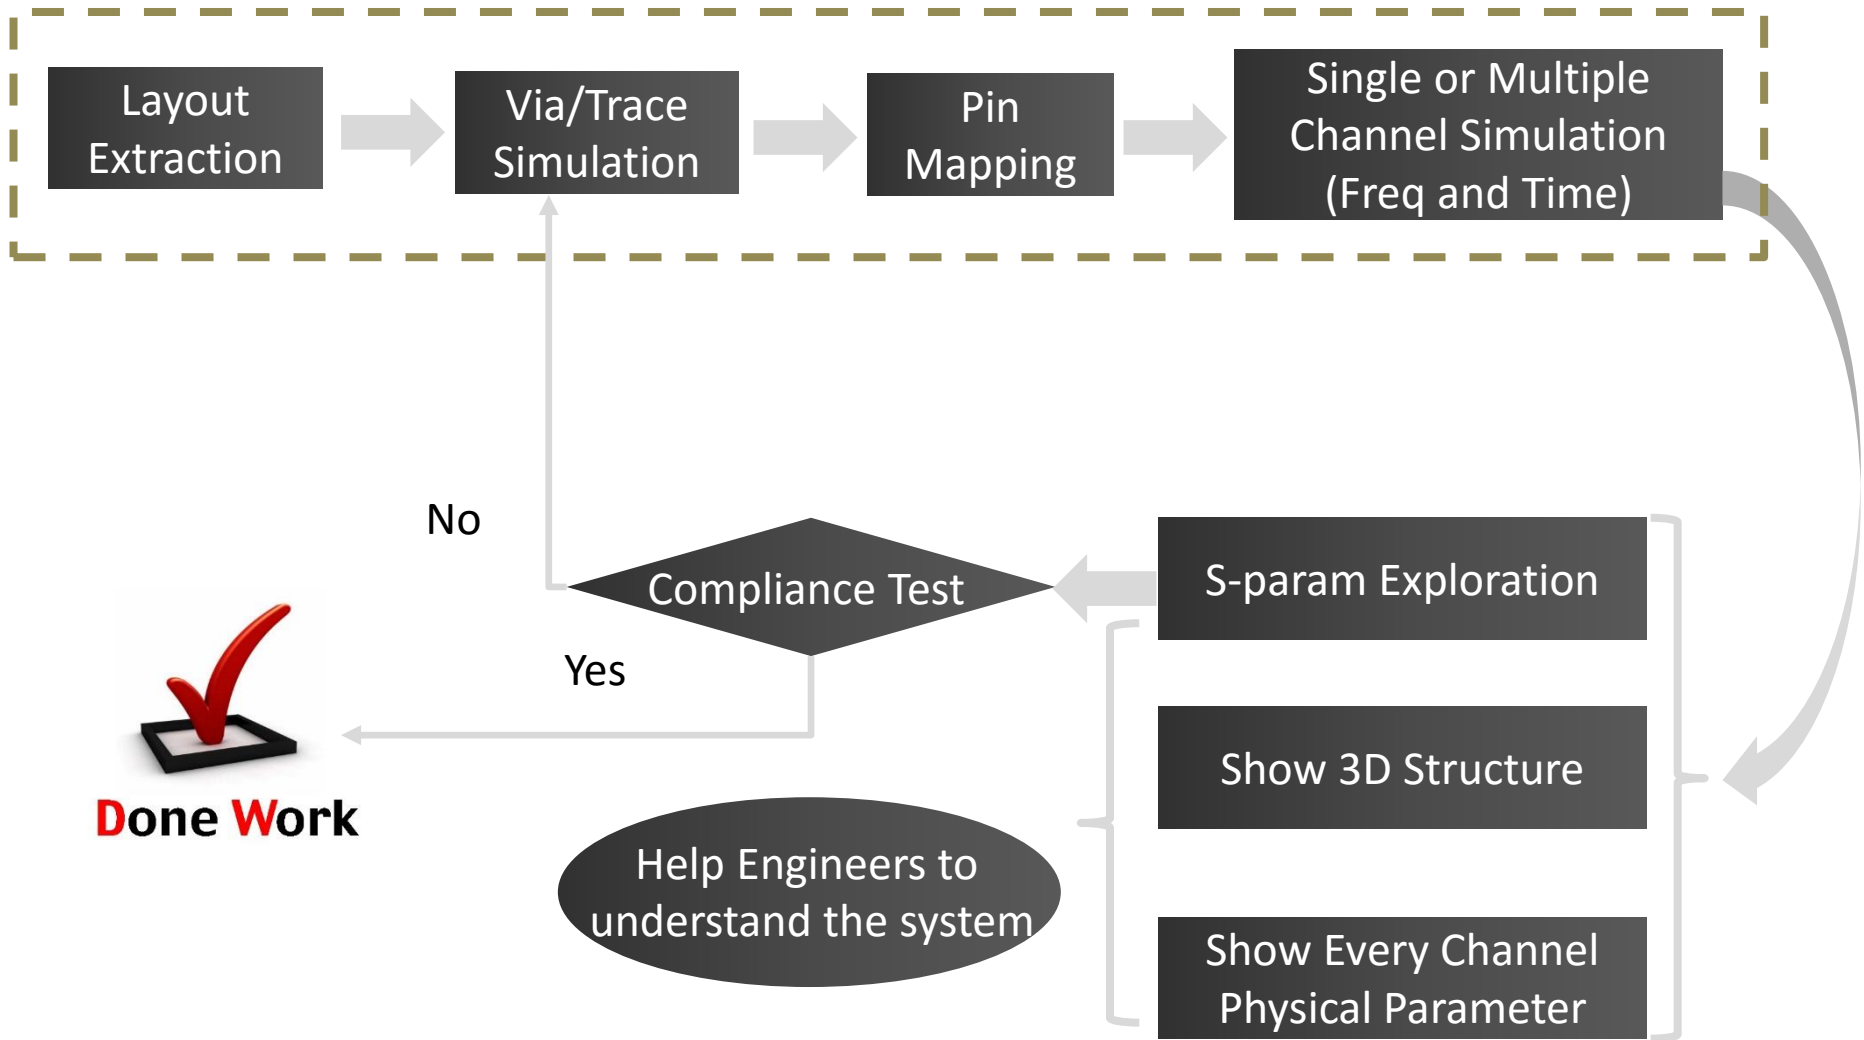 Layout
Extraction
Via/Trace
Simulation
Pin
Mapping
Single or Multiple
Channel Simulation
(Freq and Time)
No
Compliance Test
S-param Exploration
Yes
Show 3D Structure
Done Work
Help Engineers to
understand the system
Show Every Channel
Physical Parameter